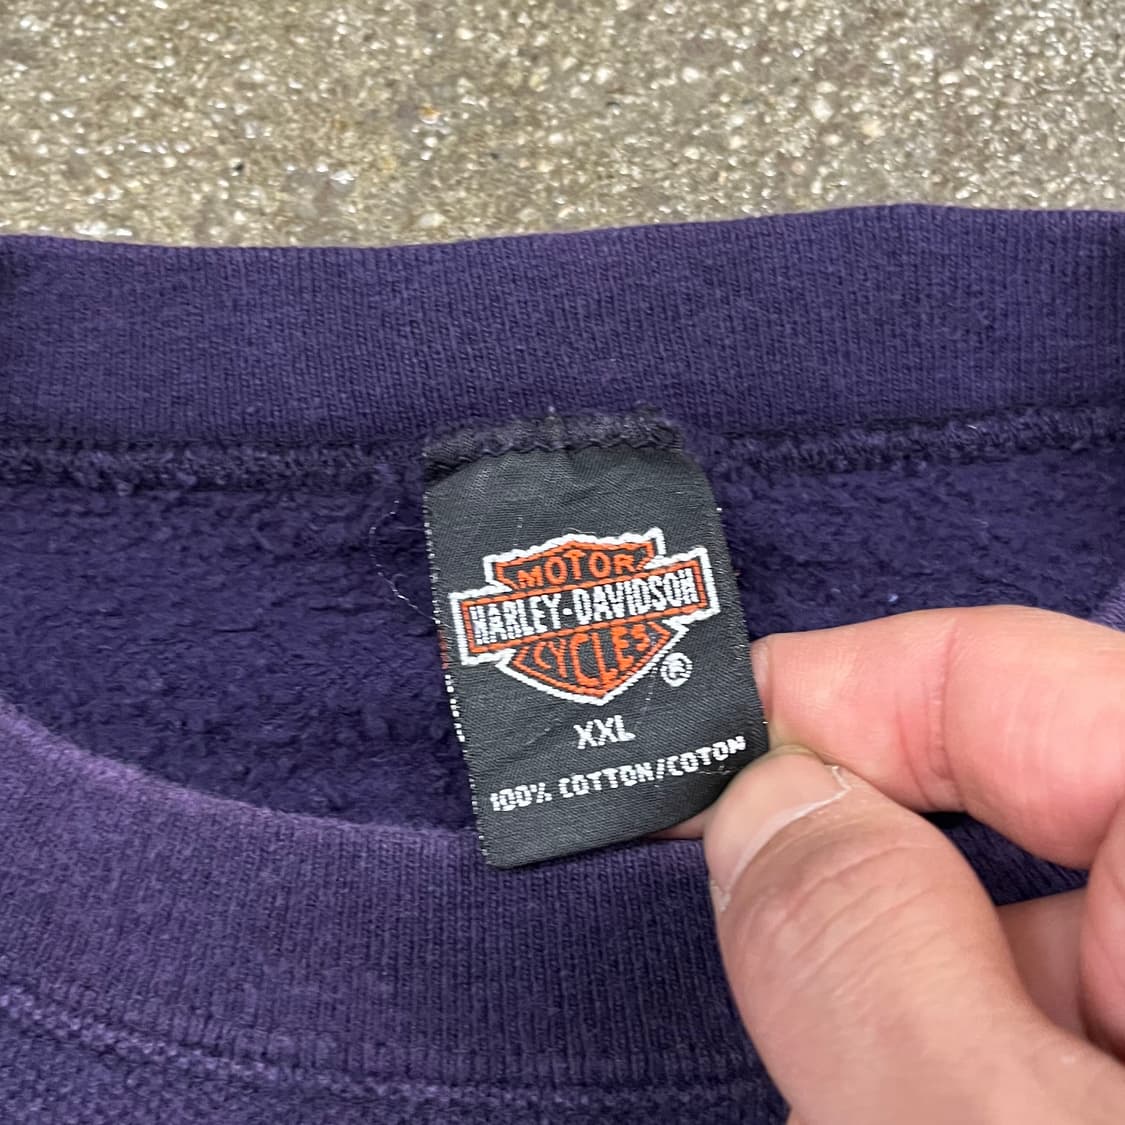 MOTOR
HARLEY-DAVIDSON
CYCLES
®
XXL
100% COTTON/COTON